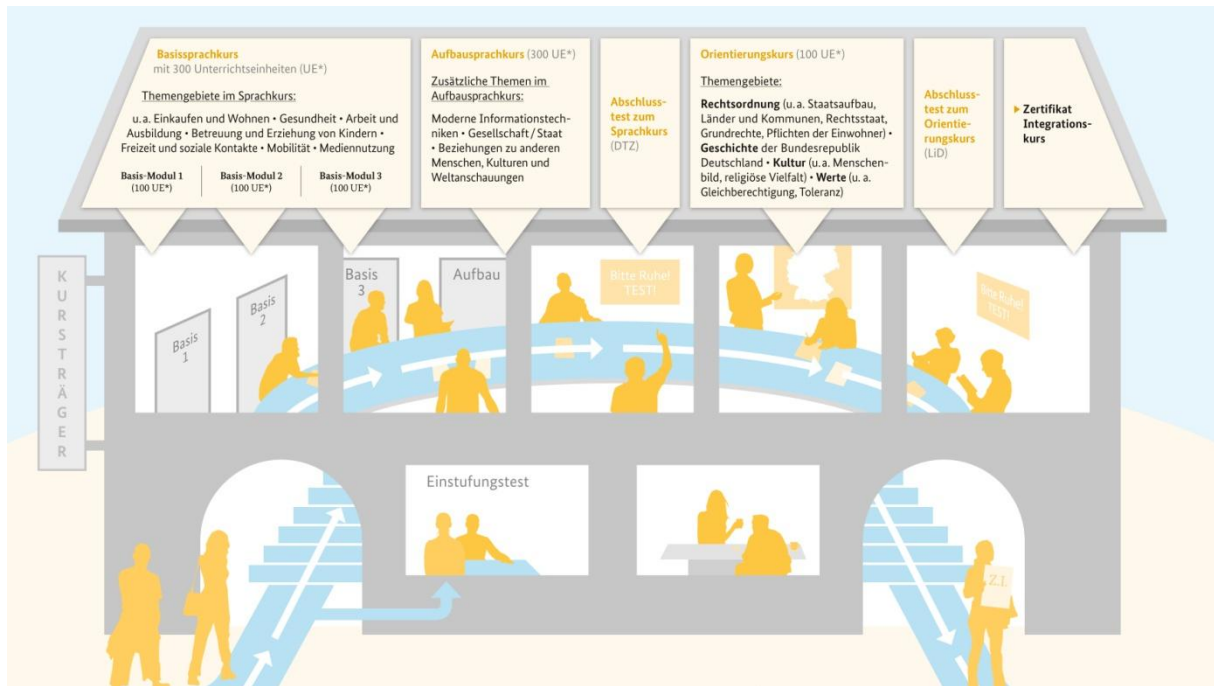 Basissprachkurs
mit 300 Unterrichtseinheiten (UE*)
Themengebiete im Sprachkurs:
u. a. Einkaufen und Wohnen • Gesundheit • Arbeit und
Ausbildung • Betreuung und Erziehung von Kindern •
Freizeit und soziale Kontakte • Mobilität • Mediennutzung
Basis-Modul 1
(100 UE*)
Basis-Modul 2
(100 UE*)
Basis-Modul 3
(100 UE*)
Aufbausprachkurs (300 UE*)
Zusätzliche Themen im
Aufbausprachkurs:
Moderne Informationstech-
niken • Gesellschaft / Staat
• Beziehungen zu anderen
Menschen, Kulturen und
Weltanschauungen
Abschluss-
test zum
Sprachkurs
(DTZ)
Orientierungskurs (100 UE*)
Themengebiete:
Rechtsordnung (u. a. Staatsaufbau,
Länder und Kommunen, Rechtsstaat,
Grundrechte, Pflichten der Einwohner) •
Geschichte der Bundesrepublik
Deutschland • Kultur (u. a. Menschen-
bild, religiöse Vielfalt) • Werte (u. a.
Gleichberechtigung, Toleranz)
Abschluss-
test zum
Orientie-
rungskurs
(LiD)
▸ Zertifikat
Integrations-
kurs
KURSTRÄGER
Basis
1
Basis
2
Basis
3
Aufbau
Bitte Ruhe!
TEST!
Bitte Ruhe!
TEST!
Einstufungstest
Z.I.